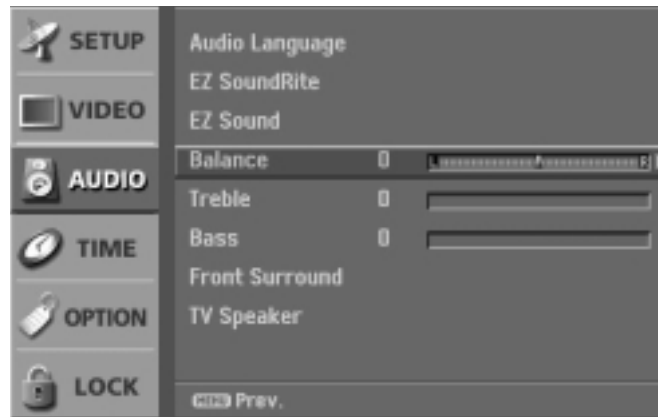 SETUP
VIDEO
AUDIO
TIME
OPTION
LOCK
Audio Language
EZ SoundRite
EZ Sound
Balance 0 L R
Treble 0
Bass 0
Front Surround
TV Speaker
MENU Prev.